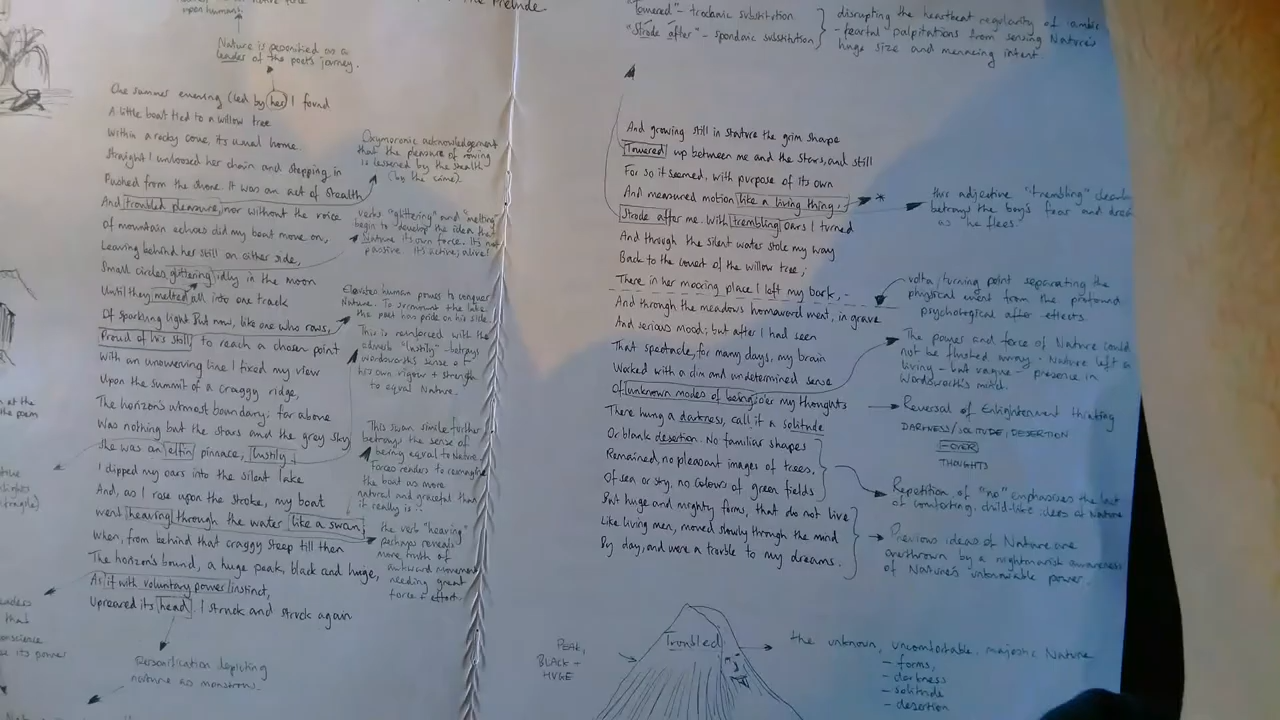 The Prelude
upon humans.
Nature is personified as a
leader of the poet's journey.
One summer evening (led by her) I found
A little boat tied to a willow tree
Within a rocky cove, its usual home.
Straight I unloosed her chain and stepping in
Pushed from the shore. It was an act of stealth
And troubled pleasure, nor without the voice
Of mountain echoes did my boat move on,
Leaving behind her still on either side,
Small circles glittering idly in the moon
Until they melted all into one track
Of sparkling light. But now, like one who rows,
Proud of his skill to reach a chosen point
With an unswerving line I fixed my view
Upon the summit of a craggy ridge,
The horizon's utmost boundary; for above
Was nothing but the stars and the grey sky
She was an elfin pinnace, lustily
I dipped my oars into the silent lake
And, as I rose upon the stroke, my boat
went heaving through the water like a swan;
When, from behind that craggy steep till then
The horizon's bound, a huge peak, black and huge,
As if with voluntary power instinct,
Upreared its head. I struck and struck again
Oxymoronic acknowledgement
that the pleasure of rowing
is lessened by the stealth
(by the crime).
verbs "glittering" and "melting"
begin to develop the idea that
Nature its own force. It's not
passive. It's active; alive!
Elevates human power to conquer
Nature. To surmount the lake
the poet has pride on his side.
This is reinforced with the
adverb "lustily" - betrays
Wordsworth's sense of
his own vigour & strength
to equal Nature.
This swan simile further
betrays the sense of
being equal to Nature.
Forces readers to reimagine
the boat as more
natural and graceful than
it really is!
the verb "heaving"
perhaps reveals
more truth of
awkward movement
needing great
force & effort.
at the
the poem
fragile)
that
conscience
its power
Personification depicting
nature as monstrous.
"Towered" - trochaic substitution
"Strode after" - spondaic substitution
disrupting the heartbeat regularity of iambic
- fearful palpitations from sensing Nature's
huge size and menacing intent.
And growing still in stature the grim shape
Towered up between me and the stars, and still
For so it seemed, with purpose of its own
And measured motion like a living thing, *
Strode after me. With trembling oars I turned
And through the silent water stole my way
Back to the covert of the willow tree;
There in her mooring place I left my bark, -
And through the meadows homeward went, in grave
And serious mood; but after I had seen
That spectacle, for many days, my brain
Worked with a dim and undetermined sense
Of unknown modes of being; o'er my thoughts
There hung a darkness, call it solitude
Or blank desertion. No familiar shapes
Remained, no pleasant images of trees,
Of sea or sky, no colours of green fields
But huge and mighty forms, that do not live
Like living men, moved slowly through the mind
By day, and were a trouble to my dreams.
the adjective "trembling" clearly
betrays the boy's fear and dread
as he flees.
volta/turning point separating the
physical event from the profound
psychological after effects.
The power and force of Nature could
not be flushed away. Nature left a
living - but vague - presence in
Wordsworth's mind.
Reversal of Enlightenment thinking
DARKNESS/SOLITUDE, DESERTION
-OVER-
THOUGHTS
Repetition of "no" emphasises the lack
of comforting, child-like ideas of Nature
Previous ideas of Nature are
overthrown by a nightmarish awareness
of Nature's unknowable power.
PEAK,
BLACK -
HUGE
Troubled
the unknown, uncomfortable, majestic Nature
- forms,
- darkness
- solitude
- desertion